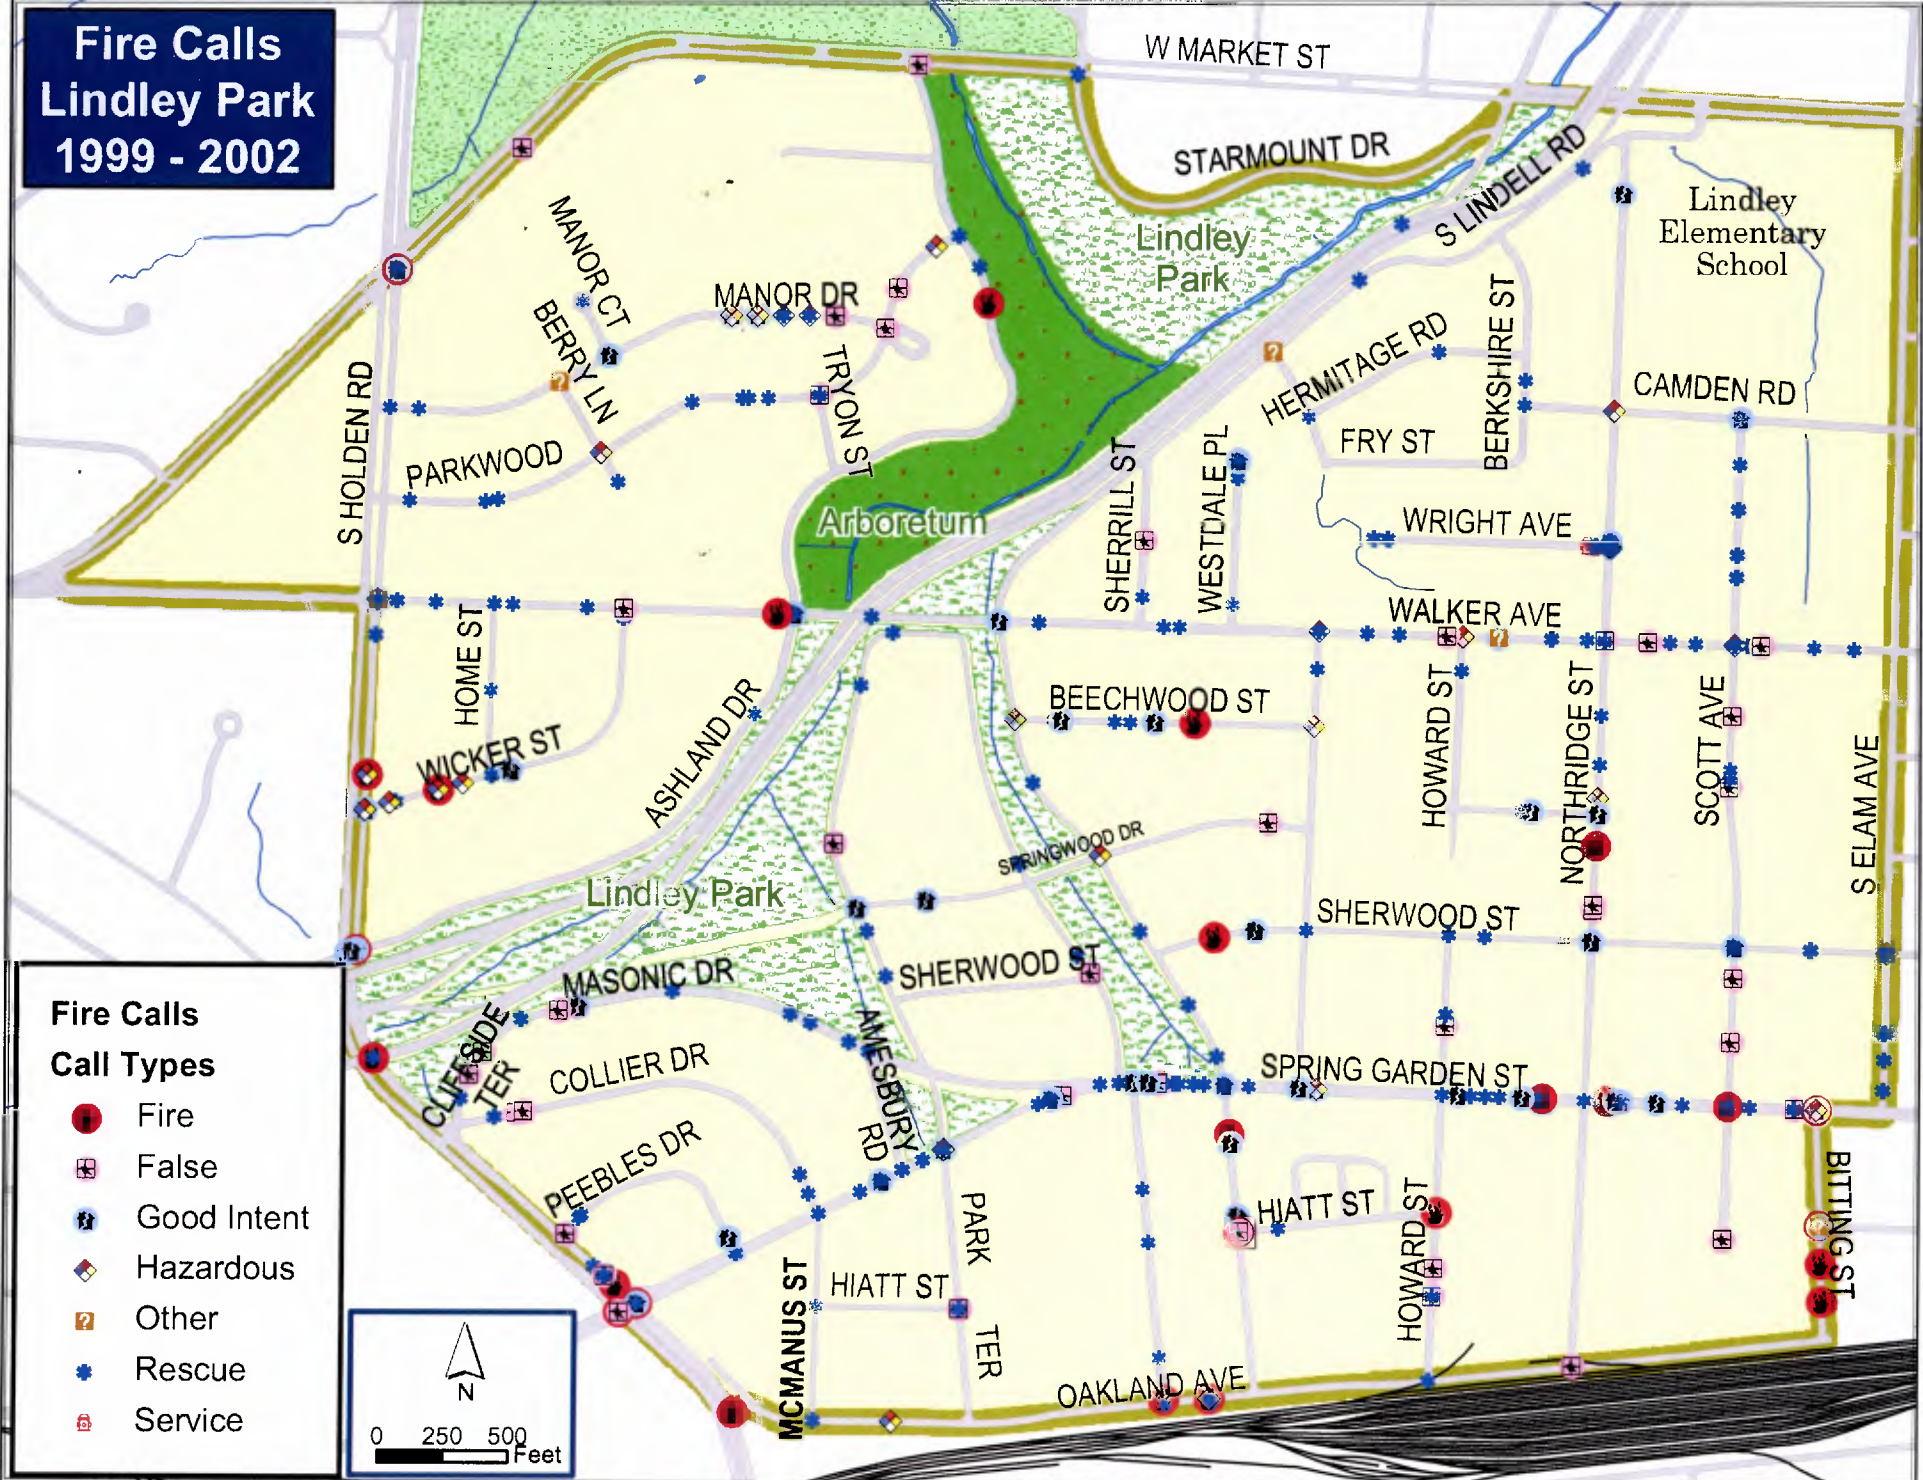 Fire Calls
Lindley Park
1999 - 2002
W MARKET ST
STARMOUNT DR
S LINDELL RD
Lindley
Elementary
School
Lindley
Park
MANOR CT
MANOR DR
BERRY LN
TRYON ST
S HOLDEN RD
PARKWOOD
HERMITAGE RD
BERKSHIRE ST
CAMDEN RD
FRY ST
SHERRILL ST
WESTDALE PL
Arboretum
WRIGHT AVE
WALKER AVE
HOME ST
BEECHWOOD ST
HOWARD ST
NORTHRIDGE ST
SCOTT AVE
S ELAM AVE
WICKER ST
ASHLAND DR
SPRINGWOOD DR
Lindley Park
SHERWOOD ST
SHERWOOD ST
MASONIC DR
CLIFFSIDE
TER
COLLIER DR
AMESBURY
RD
SPRING GARDEN ST
PEEBLES DR
PARK
TER
HIATT ST
HOWARD ST
BITTING ST
MCMANUS ST
HIATT ST
OAKLAND AVE
Fire Calls
Call Types
Fire
False
Good Intent
Hazardous
Other
Rescue
Service
N
0 250 500
Feet